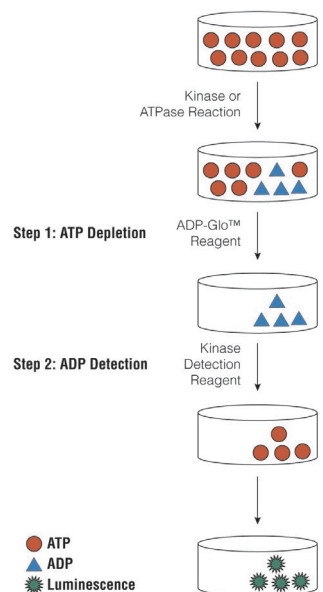 Kinase or
ATPase Reaction
Step 1: ATP Depletion
ADP-Glo™
Reagent
Step 2: ADP Detection
Kinase
Detection
Reagent
ATP
ADP
Luminescence